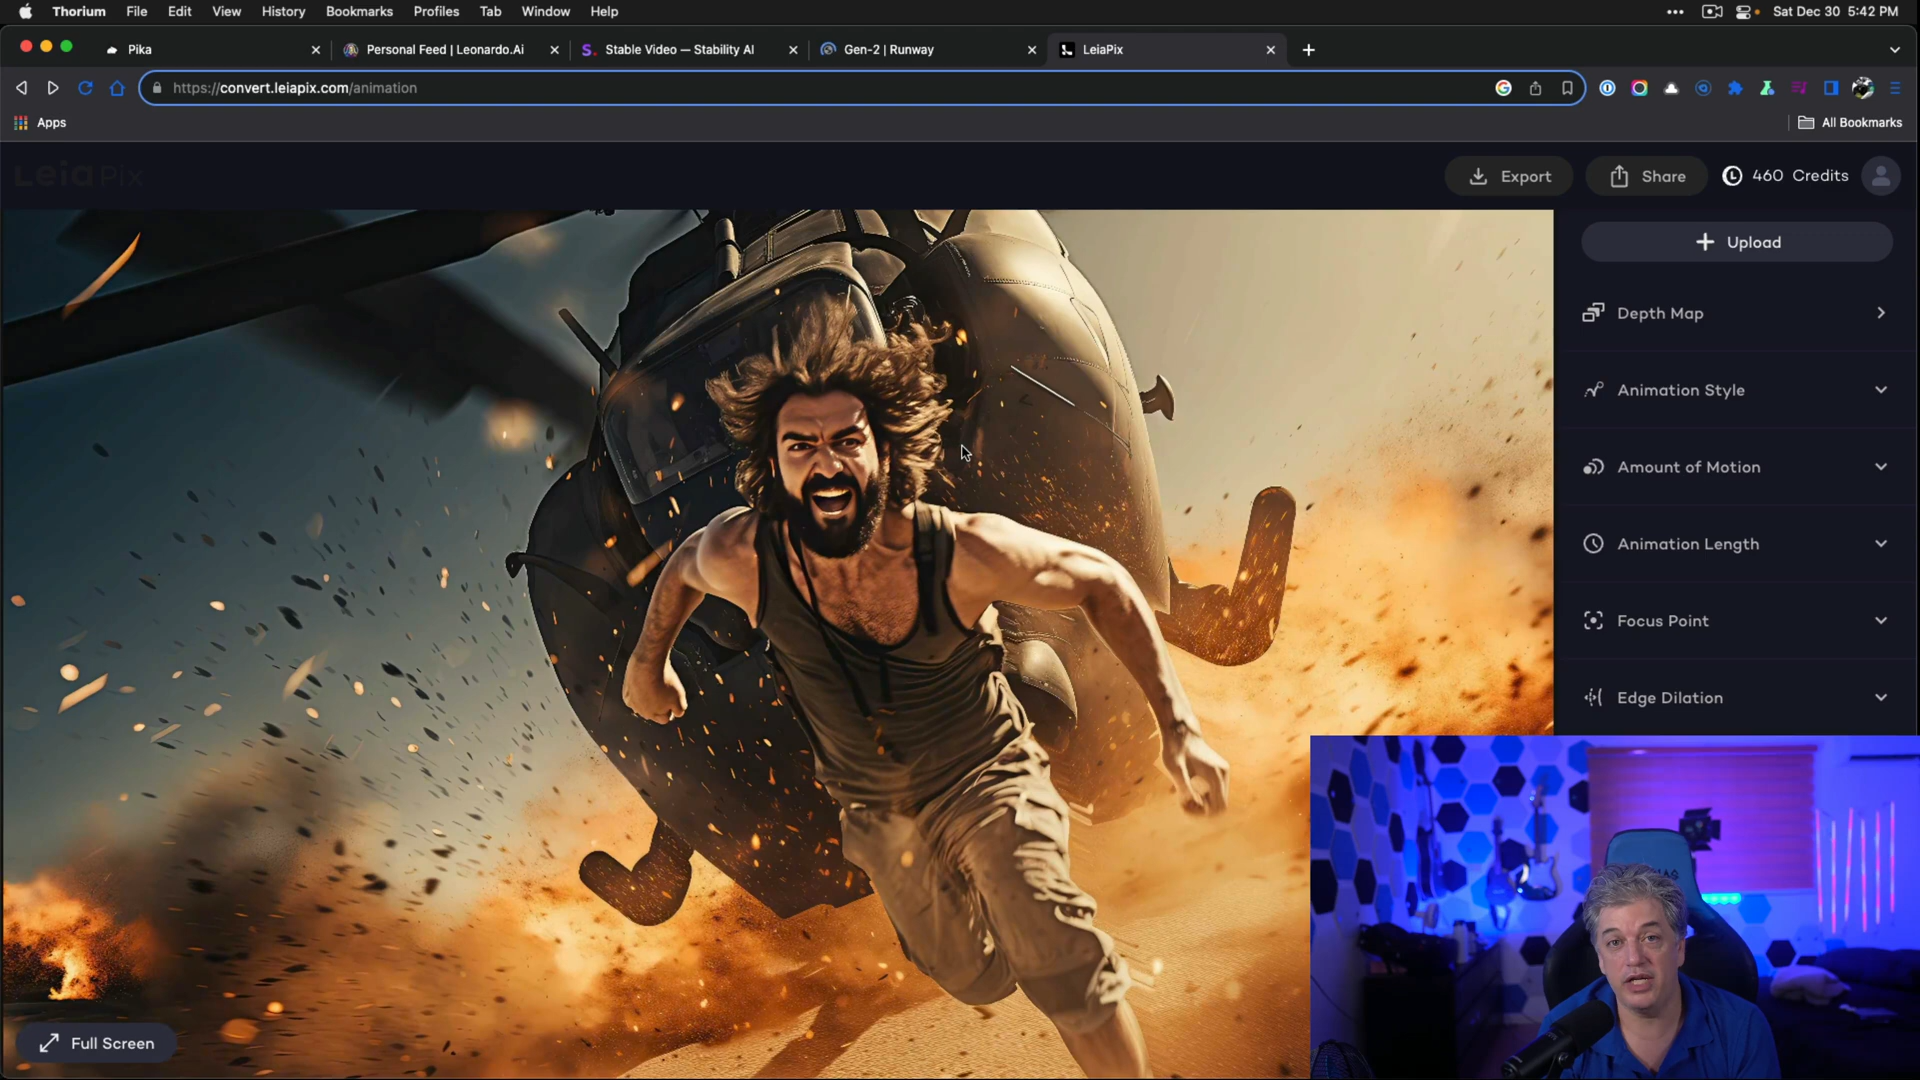 Thorium File Edit View History Bookmarks Profiles Tab Window Help Sat Dec 30 5:42 PM
Pika Personal Feed | Leonardo.Ai Stable Video — Stability AI Gen-2 | Runway LeiaPix
https://convert.leiapix.com/animation
Apps All Bookmarks
Leia Pix Export Share 460 Credits
Upload
Depth Map
Animation Style
Amount of Motion
Animation Length
Focus Point
Edge Dilation
Full Screen